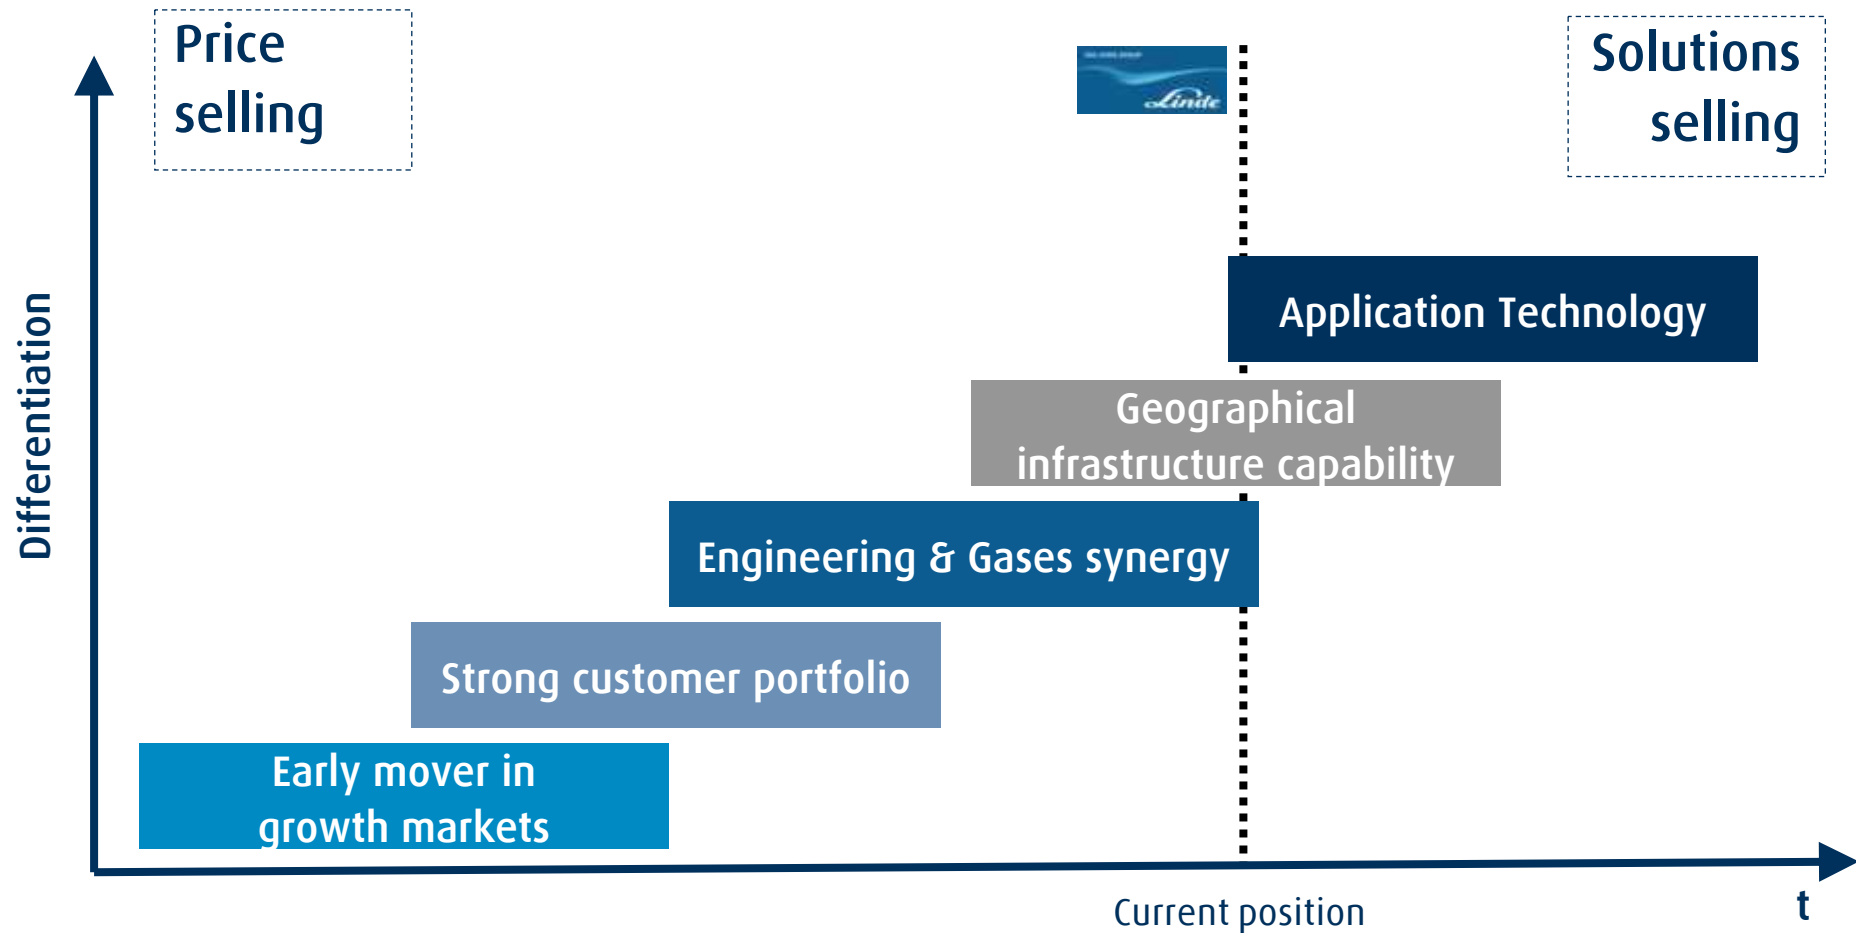 Price
selling
Linde
Solutions
selling
Differentiation
Application Technology
Geographical
infrastructure capability
Engineering & Gases synergy
Strong customer portfolio
Early mover in
growth markets
Current position
t